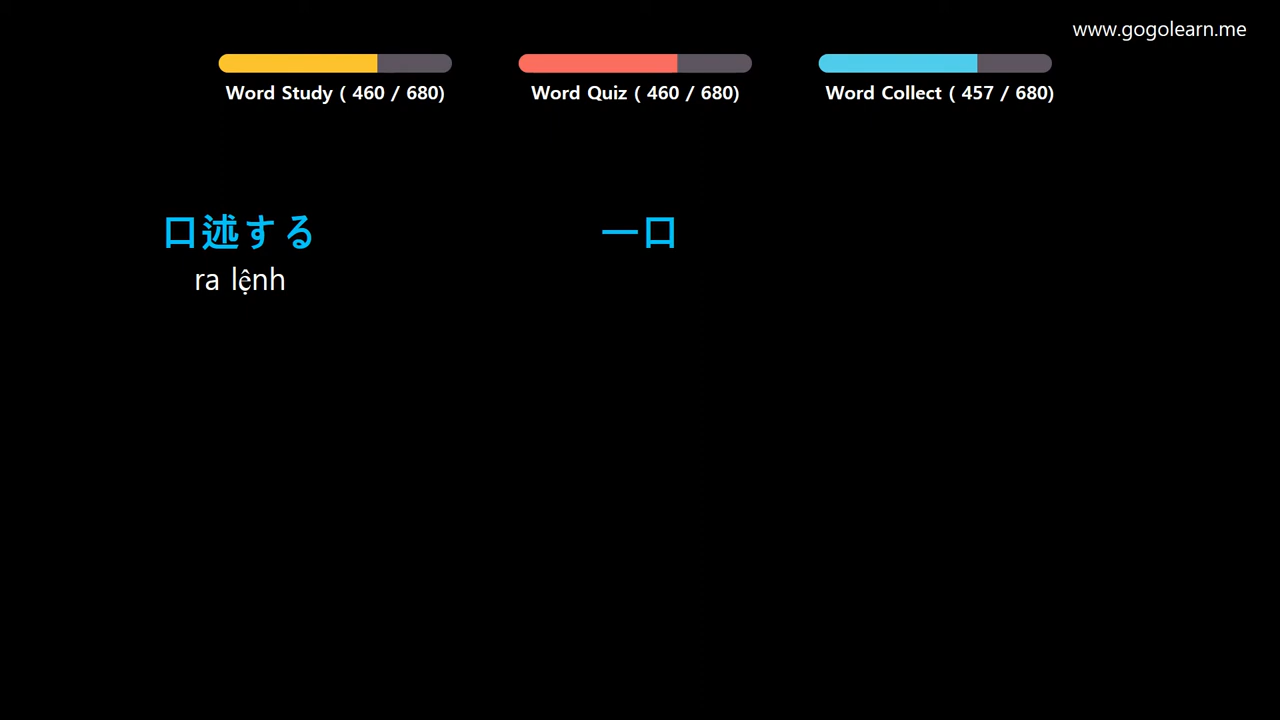 www.gogolearn.me
Word Study ( 460 / 680)
Word Quiz ( 460 / 680)
Word Collect ( 457 / 680)
口述する
一口
ra lệnh